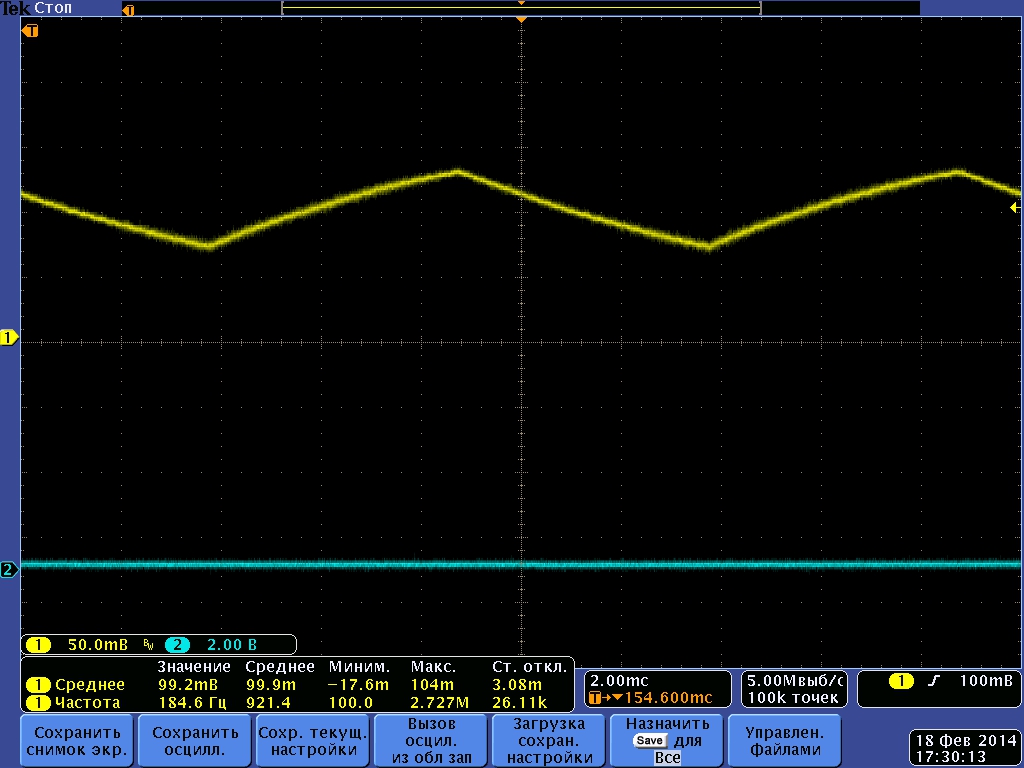 Tek Стоп
T
T
1
2
1 50.0мВ BW 2 2.00 В
Значение Среднее Миним. Макс. Ст. откл.
1 Среднее 99.2мВ 99.9m −17.6m 104m 3.08m
1 Частота 184.6 Гц 921.4 100.0 2.727M 26.11k
2.00мс
T→▼154.600мс
5.00Мвыб/с
100k точек
1 100мВ
Сохранить
снимок экр.
Сохранить
осцилл.
Сохр. текущ.
настройки
Вызов
осцил.
из обл зап
Загрузка
сохран.
настройки
Назначить
Save для
Все
Управлен.
файлами
18 Фев 2014
17:30:13